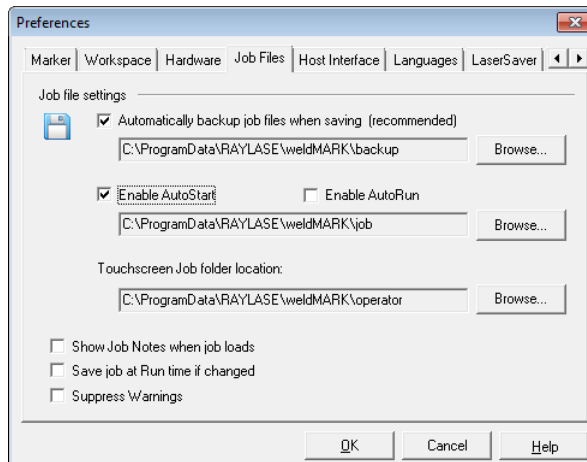 Preferences
Marker Workspace Hardware Job Files Host Interface Languages LaserSaver
Job file settings
Automatically backup job files when saving (recommended)
C:\ProgramData\RAYLASE\weldMARK\backup Browse...
Enable AutoStart Enable AutoRun
C:\ProgramData\RAYLASE\weldMARK\job Browse...
Touchscreen Job folder location:
C:\ProgramData\RAYLASE\weldMARK\operator Browse...
Show Job Notes when job loads
Save job at Run time if changed
Suppress Warnings
OK Cancel Help